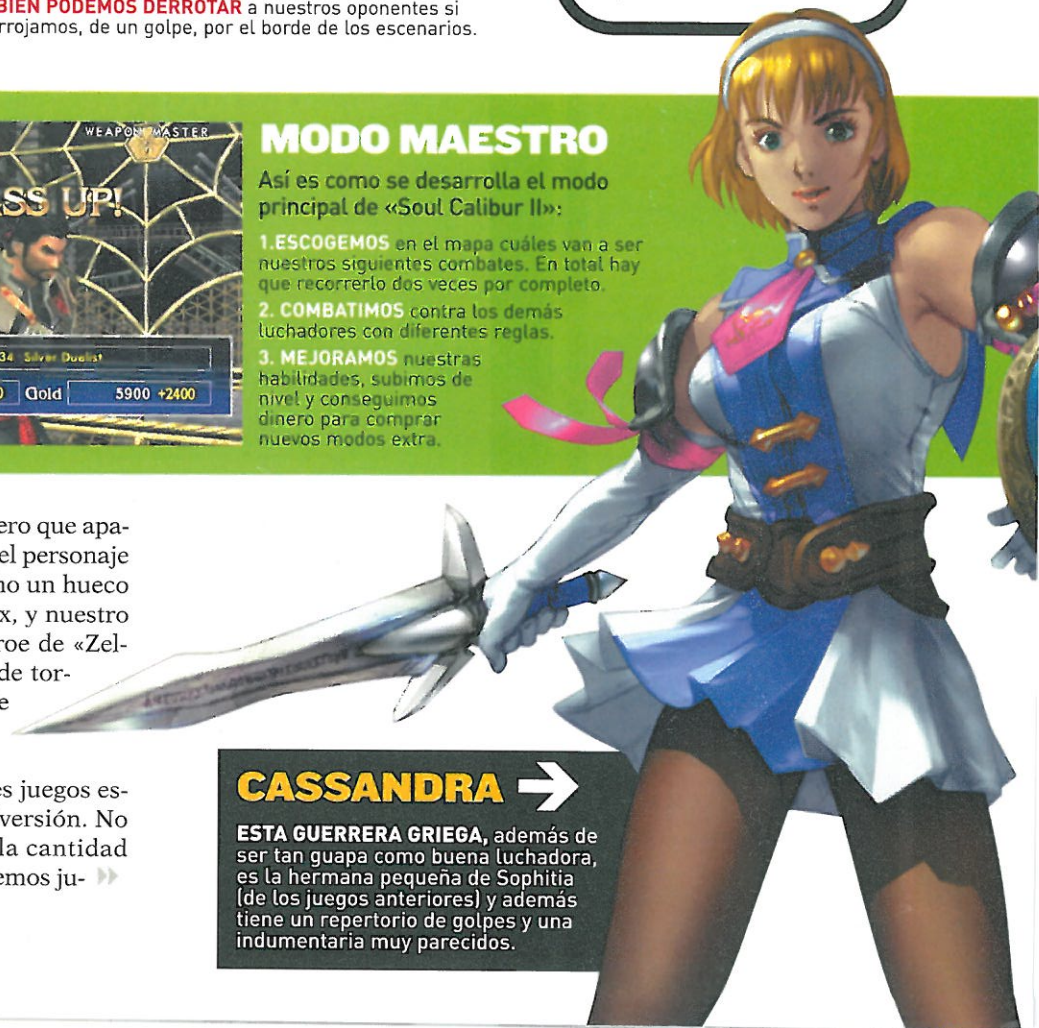 BIÉN PODEMOS DERROTAR a nuestros oponentes si
rrojamos, de un golpe, por el borde de los escenarios.
WEAPON MASTER
ASS UP!
34 Silver Duelist
0 Gold 5900 +2400
MODO MAESTRO
Así es como se desarrolla el modo
principal de «Soul Calibur II»:
1.ESCOGEMOS en el mapa cuáles van a ser
nuestros siguientes combates. En total hay
que recorrerlo dos veces por completo.
2. COMBATIMOS contra los demás
luchadores con diferentes reglas.
3. MEJORAMOS nuestras
habilidades, subimos de
nivel y conseguimos
dinero para comprar
nuevos modos extra.
ero que apa-
el personaje
no un hueco
x, y nuestro
roe de «Zel-
de tor-
e
es juegos es-
versión. No
la cantidad
emos ju-
CASSANDRA
ESTA GUERRERA GRIEGA, además de
ser tan guapa como buena luchadora,
es la hermana pequeña de Sophitia
(de los juegos anteriores) y además
tiene un repertorio de golpes y una
indumentaria muy parecidos.